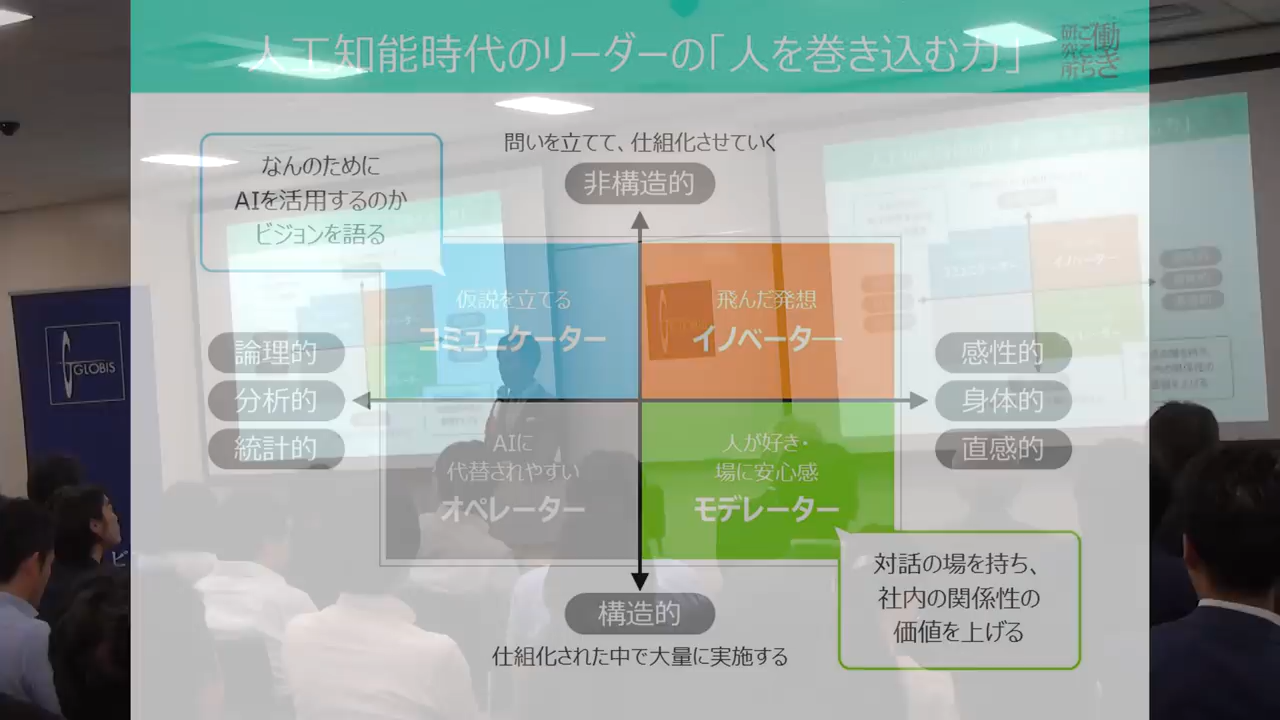 人工知能時代のリーダーの「人を巻き込む力」
働き
ごこち
研究所
問いを立てて、仕組化させていく
非構造的
なんのために
AIを活用するのか
ビジョンを語る
仮説を立てる
コミュニケーター
飛んだ発想
イノベーター
論理的
分析的
統計的
感性的
身体的
直感的
AIに
代替されやすい
オペレーター
人が好き・
場に安心感
モデレーター
対話の場を持ち、
社内の関係性の
価値を上げる
構造的
仕組化された中で大量に実施する
GLOBIS
ビ